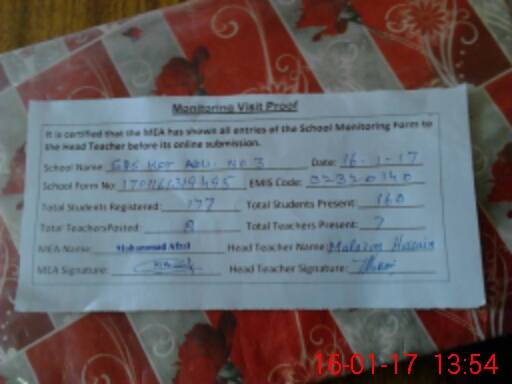 Monitoring Visit Proof
It is certified that the MEA has shown all entries of the School Monitoring Form to
the Head Teacher before its online submission.
School Name GPS KOT ADU. NO 3 Date: 16-1-17
School Form No: EMIS Code: 32320140
Total Students Registered: 177 Total Students Present: 160
Total Teachers Posted: 8 Total Teachers Present: 7
MEA Name: Muhammad Afzal Head Teacher Name: Hussain
MEA Signature: Head Teacher Signature:
16-01-17 13:54